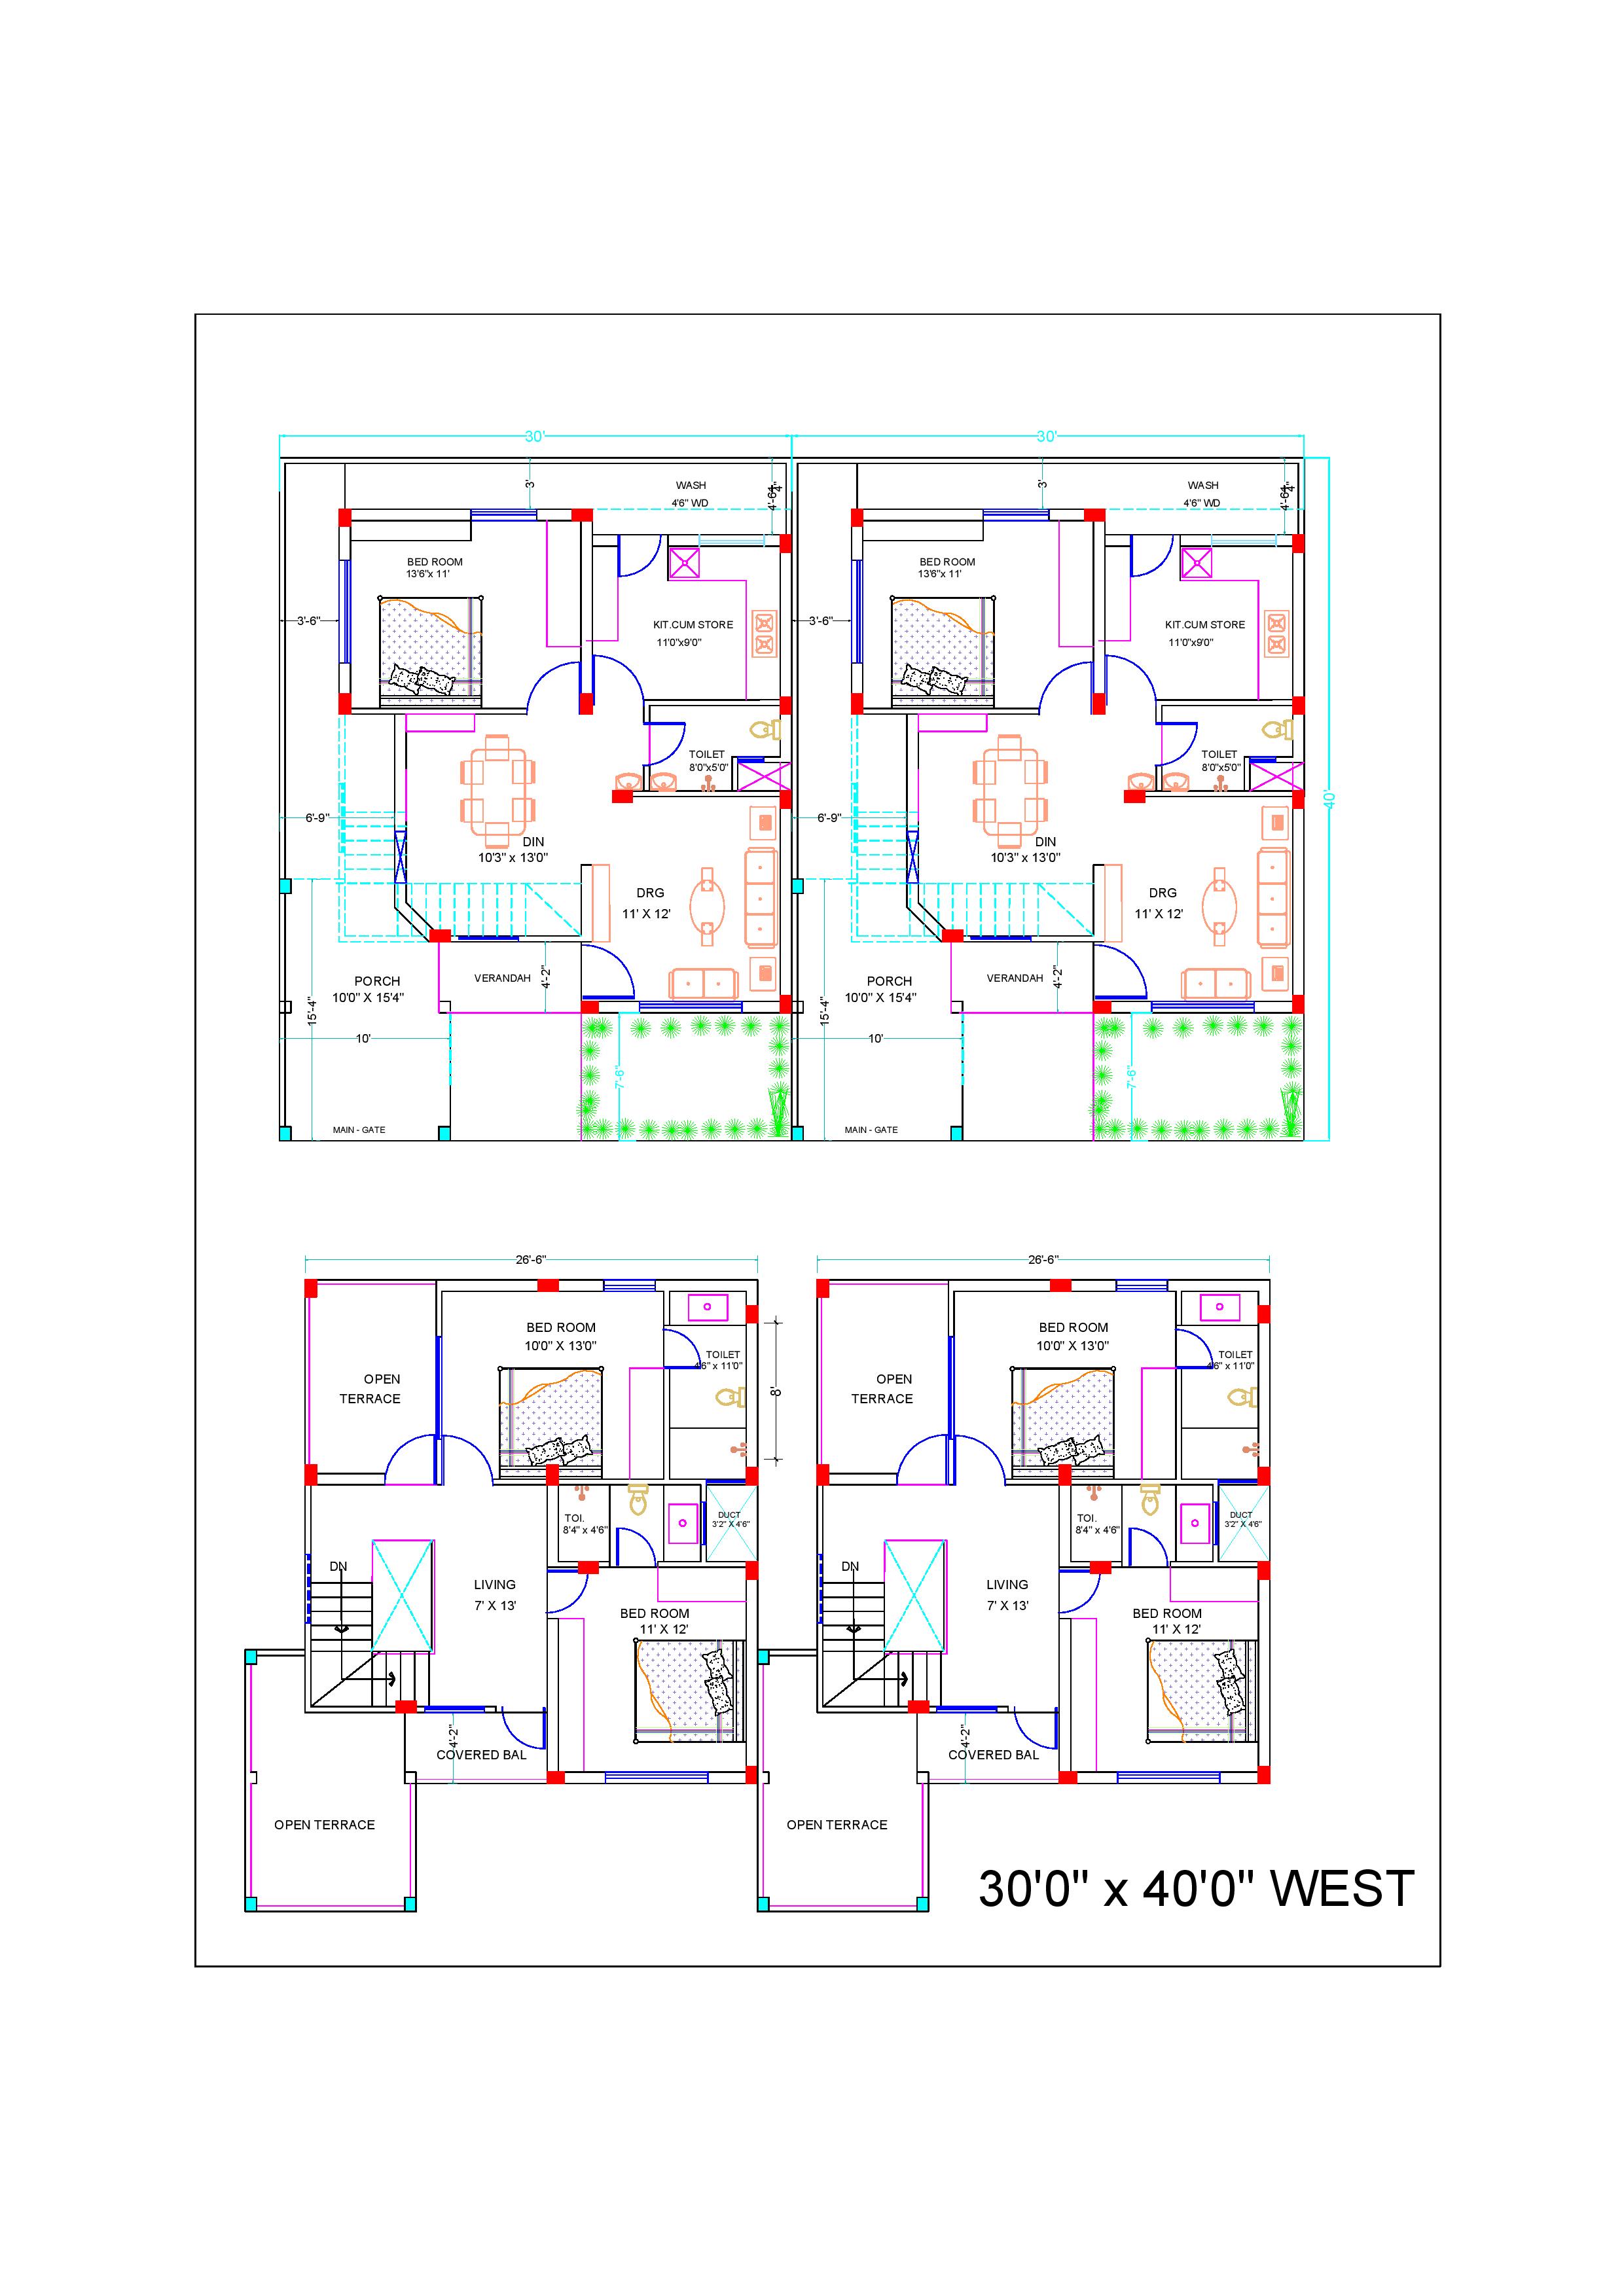 30' 30'
WASH WASH
3' 3'
4'6" WD 4'6" WD
BED ROOM BED ROOM
13'6"x 11' 13'6"x 11'
3'-6" 3'-6"
KIT.CUM STORE KIT.CUM STORE
11'0"x9'0" 11'0"x9'0"
TOILET TOILET
8'0"x5'0" 8'0"x5'0"
40'
6'-9" 6'-9"
DIN DIN
10'3" x 13'0" 10'3" x 13'0"
DRG DRG
11' X 12' 11' X 12'
PORCH VERANDAH 4'-2" PORCH VERANDAH 4'-2"
10'0" X 15'4" 10'0" X 15'4"
15'-4" 15'-4"
10' 10'
7'-6" 7'-6"
MAIN - GATE MAIN - GATE
26'-6" 26'-6"
BED ROOM BED ROOM
10'0" X 13'0" 10'0" X 13'0"
TOILET TOILET
4'6" x 11'0" 4'6" x 11'0"
OPEN OPEN
TERRACE TERRACE
8'
TOI. DUCT TOI. DUCT
8'4" x 4'6" 3'2" X 4'6" 8'4" x 4'6" 3'2" X 4'6"
DN DN
LIVING LIVING
7' X 13' 7' X 13'
BED ROOM BED ROOM
11' X 12' 11' X 12'
4'-2" 4'-2"
COVERED BAL COVERED BAL
OPEN TERRACE OPEN TERRACE
30'0" x 40'0" WEST